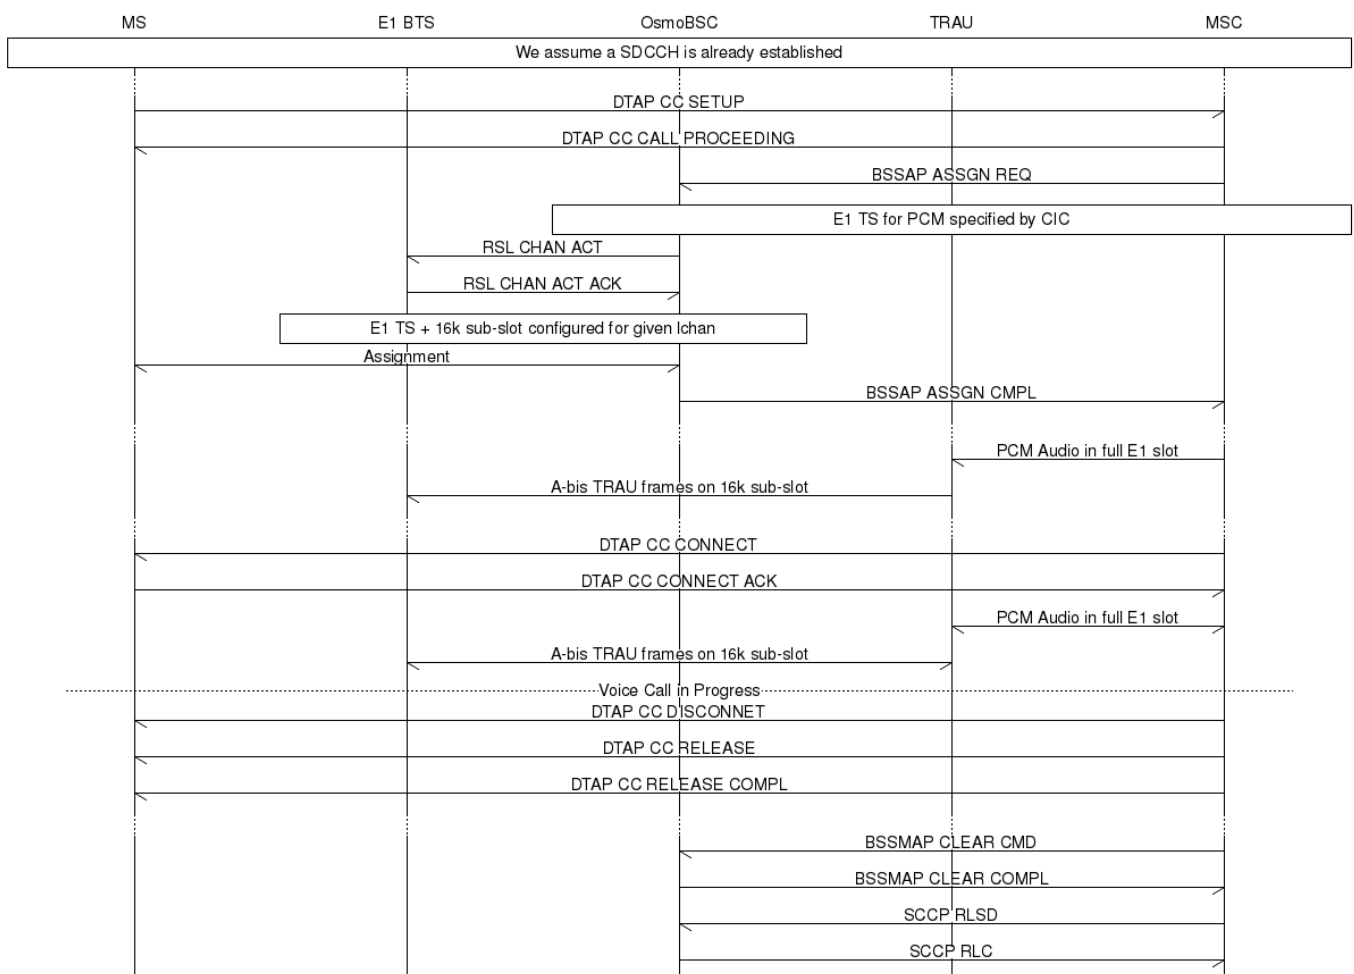 MS E1 BTS OsmoBSC TRAU MSC
We assume a SDCCH is already established
DTAP CC SETUP
DTAP CC CALL PROCEEDING
BSSAP ASSGN REQ
E1 TS for PCM specified by CIC
RSL CHAN ACT
RSL CHAN ACT ACK
E1 TS + 16k sub-slot configured for given lchan
Assignment
BSSAP ASSGN CMPL
PCM Audio in full E1 slot
A-bis TRAU frames on 16k sub-slot
DTAP CC CONNECT
DTAP CC CONNECT ACK
PCM Audio in full E1 slot
A-bis TRAU frames on 16k sub-slot
Voice Call in Progress
DTAP CC DISCONNET
DTAP CC RELEASE
DTAP CC RELEASE COMPL
BSSMAP CLEAR CMD
BSSMAP CLEAR COMPL
SCCP RLSD
SCCP RLC